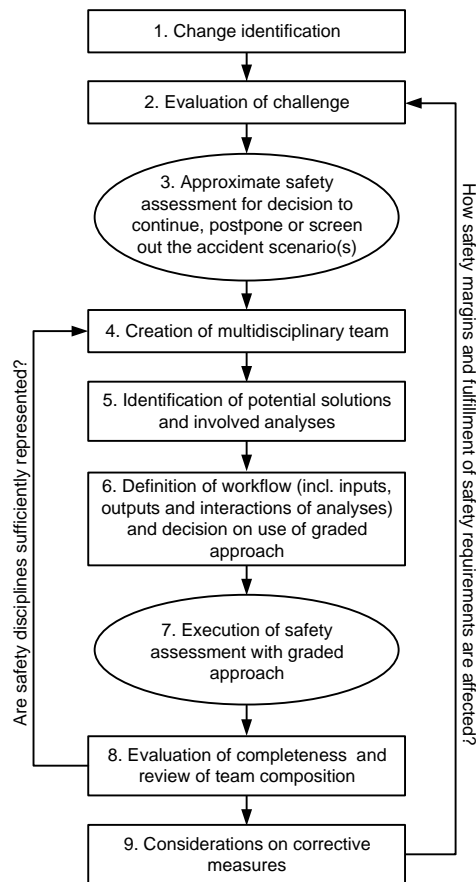 1. Change identification
2. Evaluation of challenge
3. Approximate safety
assessment for decision to
continue, postpone or screen
out the accident scenario(s)
4. Creation of multidisciplinary team
5. Identification of potential solutions
and involved analyses
6. Definition of workflow (incl. inputs,
outputs and interactions of analyses)
and decision on use of graded
approach
7. Execution of safety
assessment with graded
approach
8. Evaluation of completeness and
review of team composition
9. Considerations on corrective
measures
Are safety disciplines sufficiently represented?
How safety margins and fulfillment of safety requirements are affected?